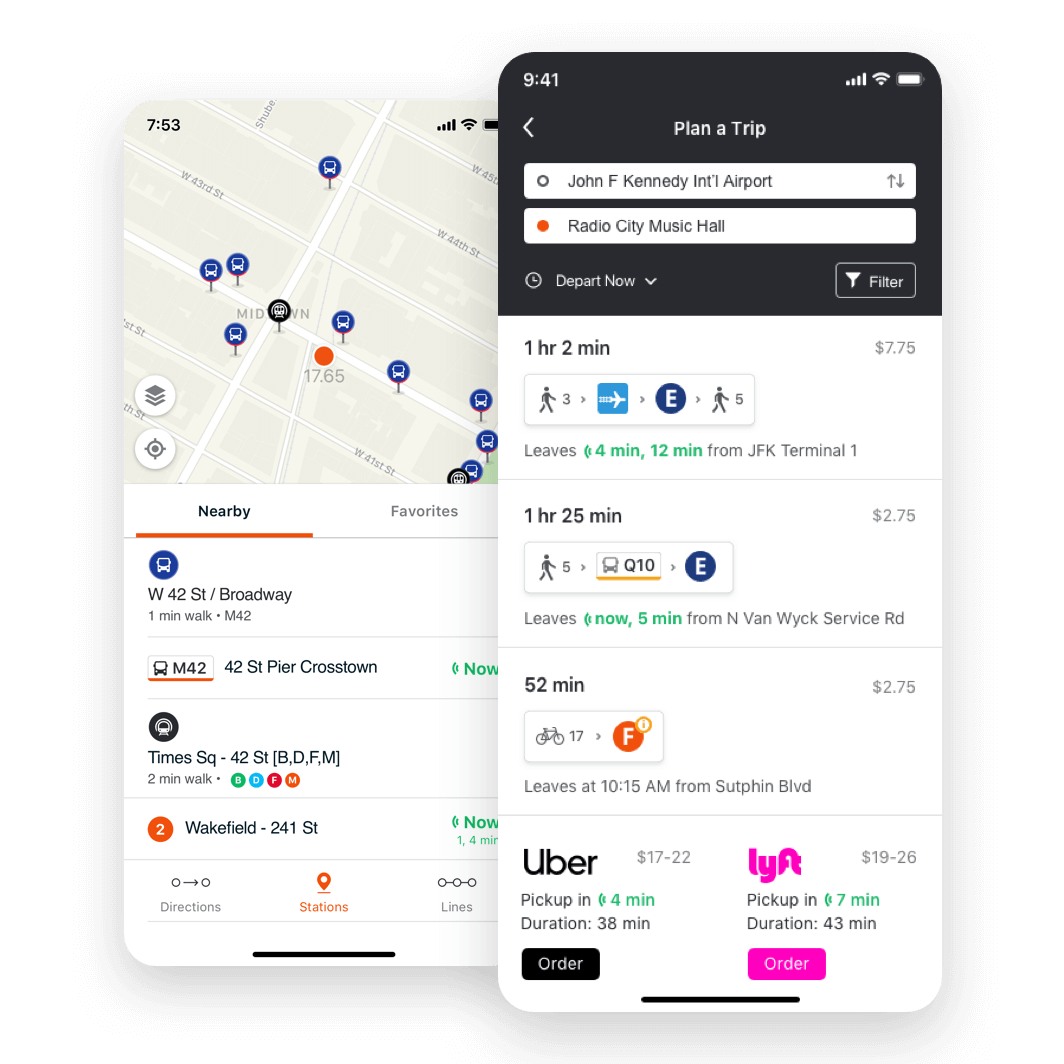 7:53
Shube
W 43rd St
W 45
W 44th St
MIDTOWN
17.65
st St
th St
W 41st St
Nearby
Favorites
W 42 St / Broadway
1 min walk • M42
M42
42 St Pier Crosstown
Now
Times Sq - 42 St [B,D,F,M]
2 min walk •
B D F M
2
Wakefield - 241 St
Now
1, 4 min
Directions
Stations
Lines
9:41
Plan a Trip
John F Kennedy Int'l Airport
Radio City Music Hall
Depart Now
Filter
1 hr 2 min
$7.75
3 › › E › 5
Leaves 4 min, 12 min from JFK Terminal 1
1 hr 25 min
$2.75
5 › Q10 › E
Leaves now, 5 min from N Van Wyck Service Rd
52 min
$2.75
17 › F i
Leaves at 10:15 AM from Sutphin Blvd
Uber
$17-22
Pickup in 4 min
Duration: 38 min
Order
lyft
$19-26
Pickup in 7 min
Duration: 43 min
Order